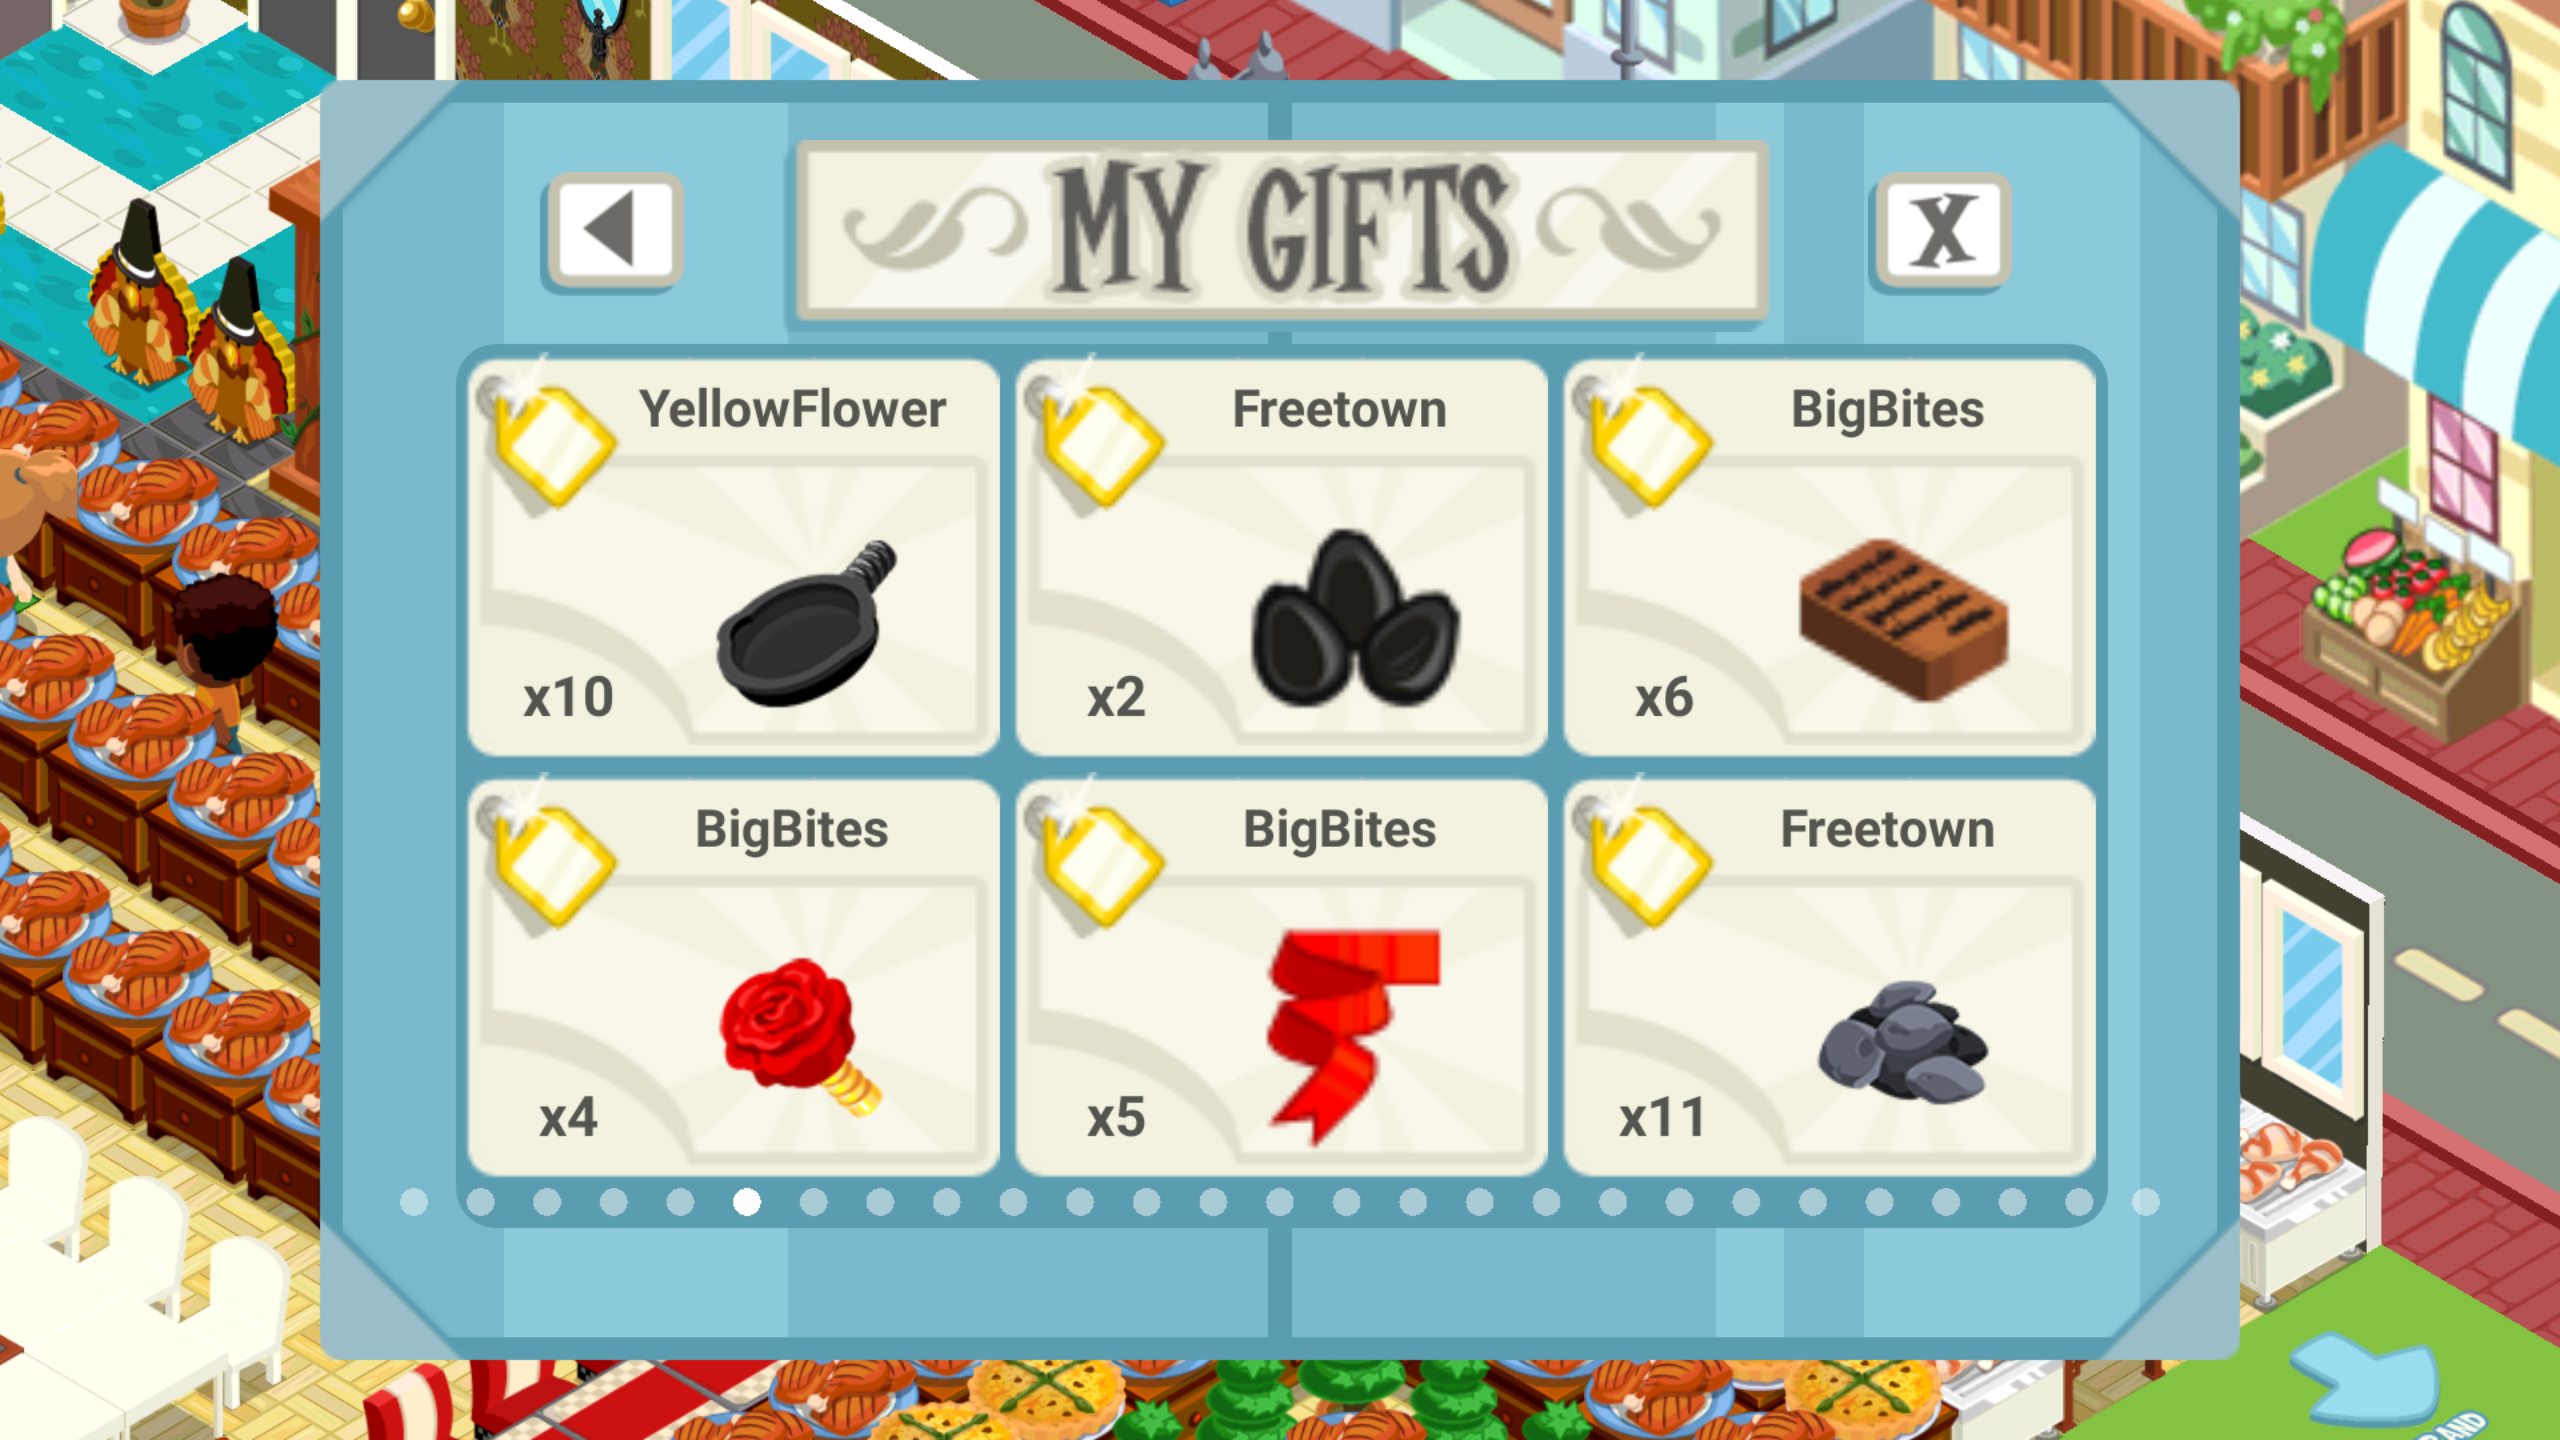 MY GIFTS
X
YellowFlower
Freetown
BigBites
x10
x2
x6
BigBites
BigBites
Freetown
x4
x5
x11